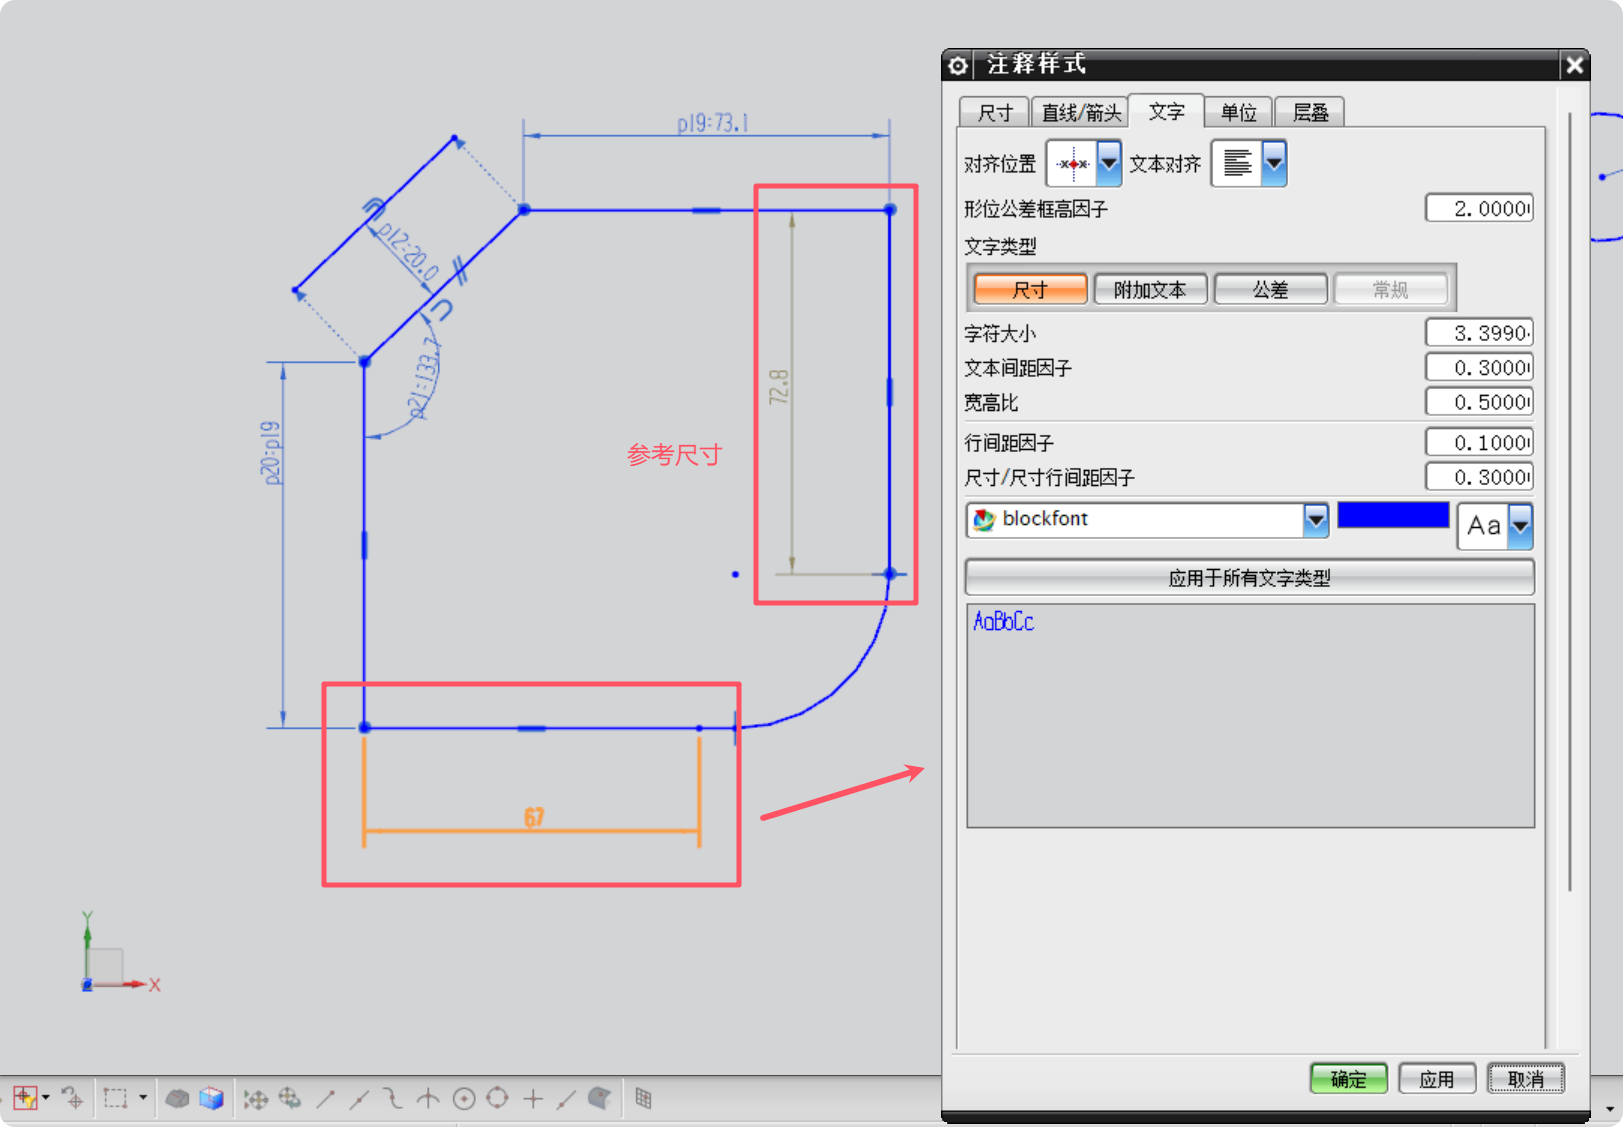 p19:73.1
p12:20.0
p21:133.7
p20:p19
72.8
参考尺寸
67
Y
X
Z
注释样式
尺寸 直线/箭头 文字 单位 层叠
对齐位置 文本对齐
形位公差框高因子 2.0000
文字类型
尺寸 附加文本 公差 常规
字符大小 3.3990
文本间距因子 0.3000
宽高比 0.5000
行间距因子 0.1000
尺寸/尺寸行间距因子 0.3000
blockfont Aa
应用于所有文字类型
AaBbCc
确定 应用 取消